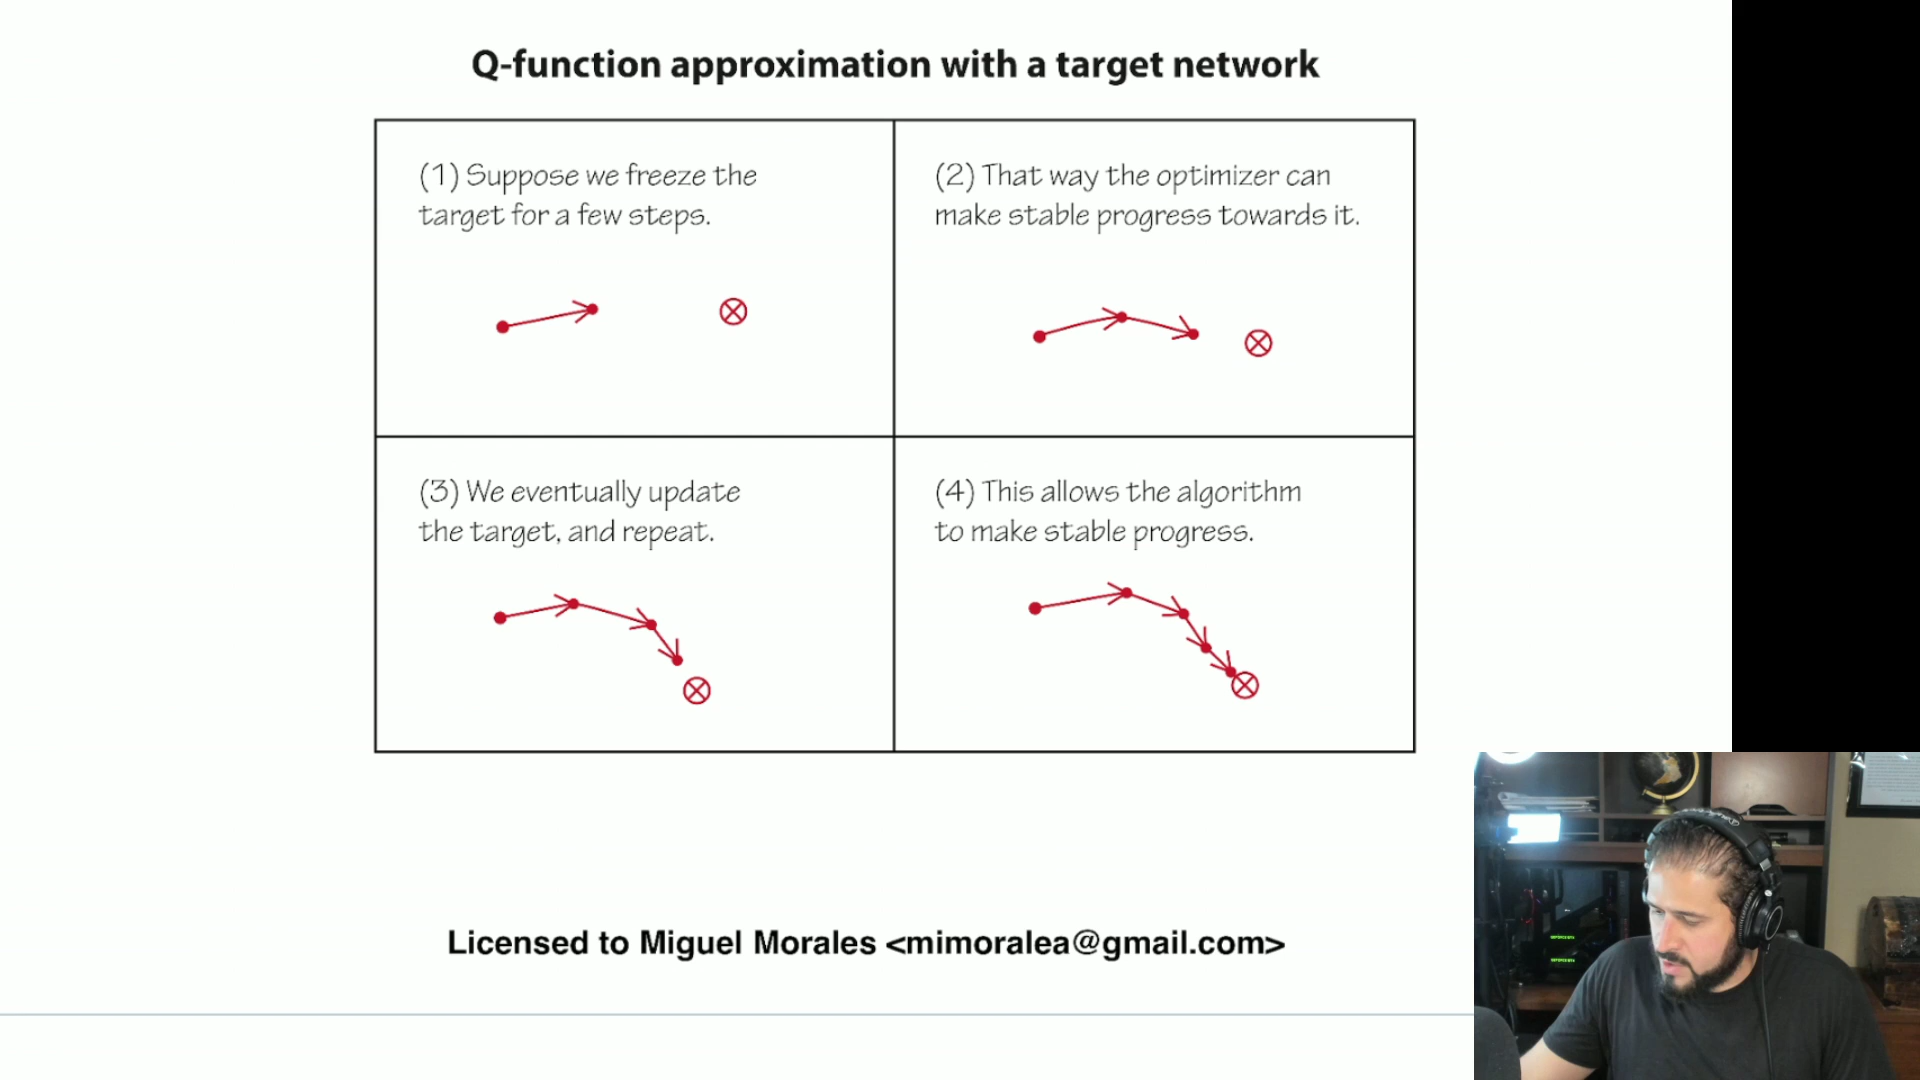 Q-function approximation with a target network
(1) Suppose we freeze the
target for a few steps.
(2) That way the optimizer can
make stable progress towards it.
(3) We eventually update
the target, and repeat.
(4) This allows the algorithm
to make stable progress.
Licensed to Miguel Morales <mimoralea@gmail.com>